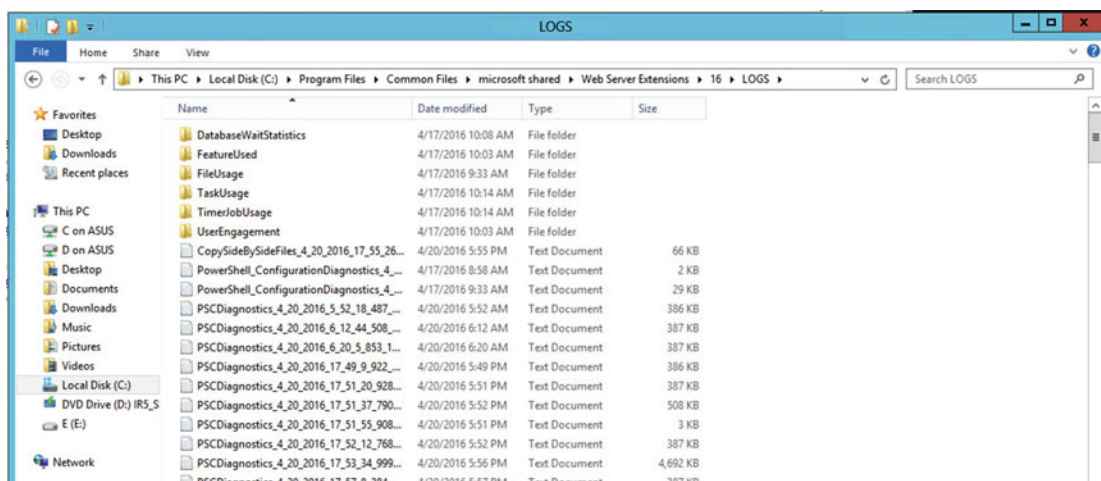 LOGS
File Home Share View
This PC Local Disk (C:) Program Files Common Files microsoft shared Web Server Extensions 16 LOGS Search LOGS
Name Date modified Type Size
Favorites
Desktop DatabaseWaitStatistics 4/17/2016 10:08 AM File folder
Downloads FeatureUsed 4/17/2016 10:03 AM File folder
Recent places FileUsage 4/17/2016 9:33 AM File folder
TaskUsage 4/17/2016 10:14 AM File folder
This PC TimerJobUsage 4/17/2016 10:14 AM File folder
C on ASUS UserEngagement 4/17/2016 10:03 AM File folder
D on ASUS CopySideBySideFiles_4_20_2016_17_55_26... 4/20/2016 5:55 PM Text Document 66 KB
Desktop PowerShell_ConfigurationDiagnostics_4_... 4/17/2016 8:58 AM Text Document 2 KB
Documents PowerShell_ConfigurationDiagnostics_4_... 4/17/2016 9:33 AM Text Document 29 KB
Downloads PSCDiagnostics_4_20_2016_5_52_18_487_... 4/20/2016 5:52 AM Text Document 386 KB
Music PSCDiagnostics_4_20_2016_6_12_44_508_... 4/20/2016 6:12 AM Text Document 387 KB
Pictures PSCDiagnostics_4_20_2016_6_20_5_853_1... 4/20/2016 6:20 AM Text Document 387 KB
Videos PSCDiagnostics_4_20_2016_17_49_9_922_... 4/20/2016 5:49 PM Text Document 386 KB
Local Disk (C:) PSCDiagnostics_4_20_2016_17_51_20_928... 4/20/2016 5:51 PM Text Document 387 KB
DVD Drive (D:) IR5_S PSCDiagnostics_4_20_2016_17_51_37_790... 4/20/2016 5:52 PM Text Document 508 KB
E (E:) PSCDiagnostics_4_20_2016_17_51_55_908... 4/20/2016 5:51 PM Text Document 3 KB
PSCDiagnostics_4_20_2016_17_52_12_768... 4/20/2016 5:52 PM Text Document 387 KB
Network PSCDiagnostics_4_20_2016_17_53_34_999... 4/20/2016 5:56 PM Text Document 4,692 KB